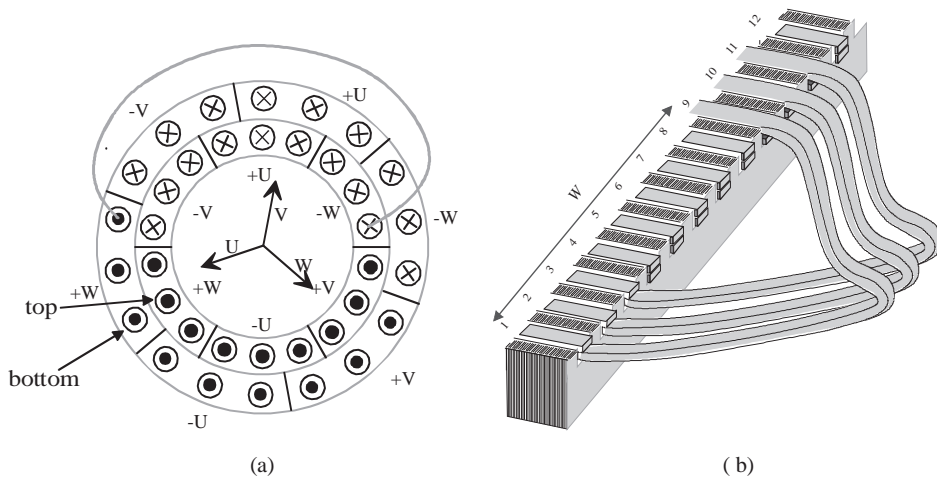 -V
+U
+U
-V
V
-W
-W
U
W
+W
+V
+W
top
-U
bottom
+V
-U
(a)
12
11
10
9
8
7
6
5
4
3
2
1
W
( b)